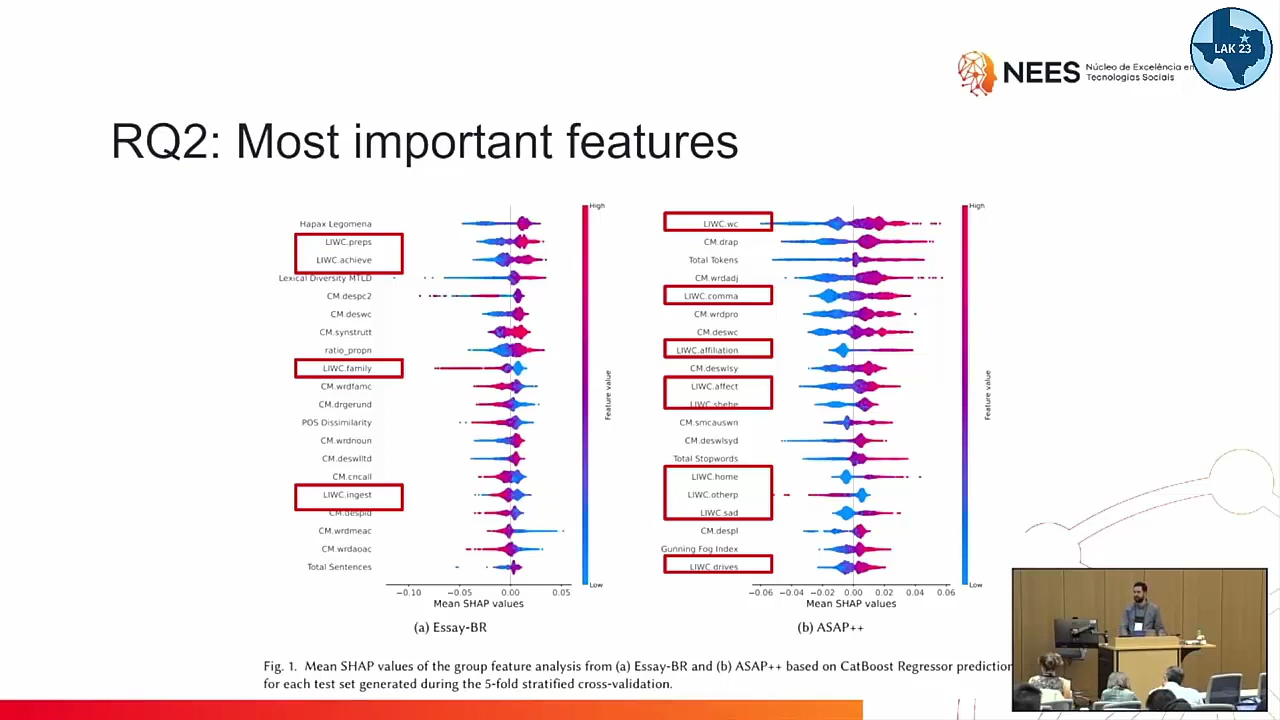 LAK 23
NEES
Núcleo de Excelência em
Tecnologias Sociais
RQ2: Most important features
Hapax Legomena
LIWC.preps
LIWC.achieve
Lexical Diversity MTLD
CM.despc2
CM.deswc
CM.synstrutt
ratio_propn
LIWC.family
CM.wrdfamc
CM.drgerund
POS Dissimilarity
CM.wrdnoun
CM.deswlltd
CM.cncall
LIWC.ingest
CM.despld
CM.wrdmeac
CM.wrdaoac
Total Sentences
−0.10 −0.05 0.00 0.05
Mean SHAP values
High
Feature value
Low
(a) Essay-BR
LIWC.wc
CM.drap
Total Tokens
CM.wrdadj
LIWC.comma
CM.wrdpro
CM.deswc
LIWC.affiliation
CM.deswlsy
LIWC.affect
LIWC.shehe
CM.smcauswn
CM.deswlsyd
Total Stopwords
LIWC.home
LIWC.otherp
LIWC.sad
CM.despl
Gunning Fog Index
LIWC.drives
−0.06 −0.04 −0.02 0.00 0.02 0.04 0.06
Mean SHAP values
High
Feature value
Low
(b) ASAP++
Fig. 1. Mean SHAP values of the group feature analysis from (a) Essay-BR and (b) ASAP++ based on CatBoost Regressor prediction
for each test set generated during the 5-fold stratified cross-validation.